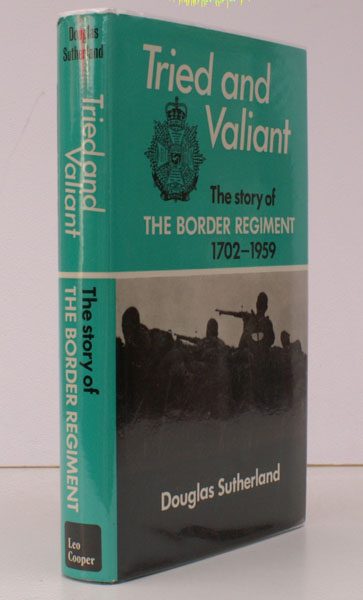 Douglas
Sutherland
Tried and
Valiant
The story of
THE BORDER REGIMENT
Leo
Cooper
Tried and
Valiant
The story of
THE BORDER REGIMENT
1702–1959
Douglas Sutherland